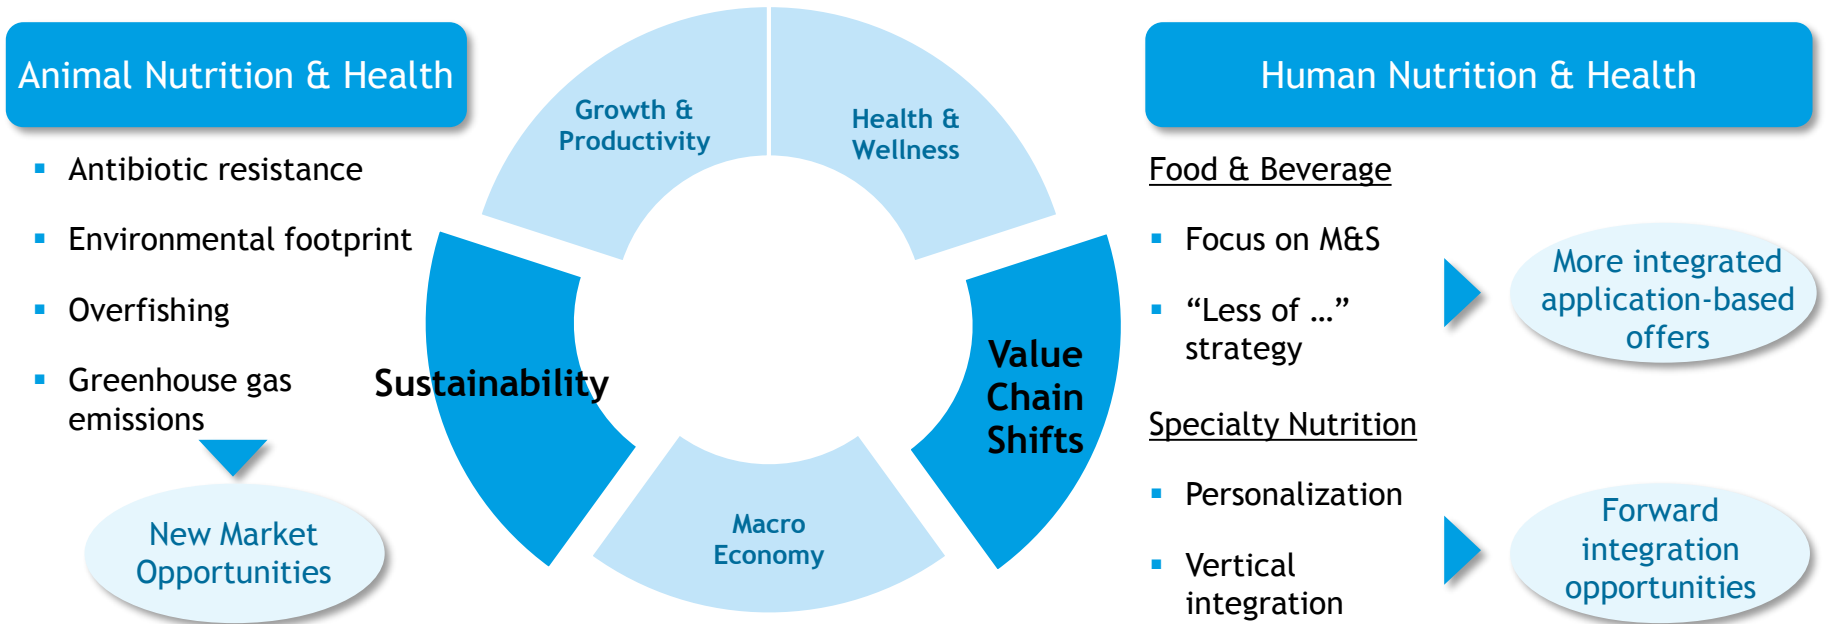 Animal Nutrition & Health
Antibiotic resistance
Environmental footprint
Overfishing
Greenhouse gas
emissions
New Market
Opportunities
Growth &
Productivity
Health &
Wellness
Sustainability
Value
Chain
Shifts
Macro
Economy
Human Nutrition & Health
Food & Beverage
Focus on M&S
“Less of …”
strategy
More integrated
application-based
offers
Specialty Nutrition
Personalization
Vertical
integration
Forward
integration
opportunities